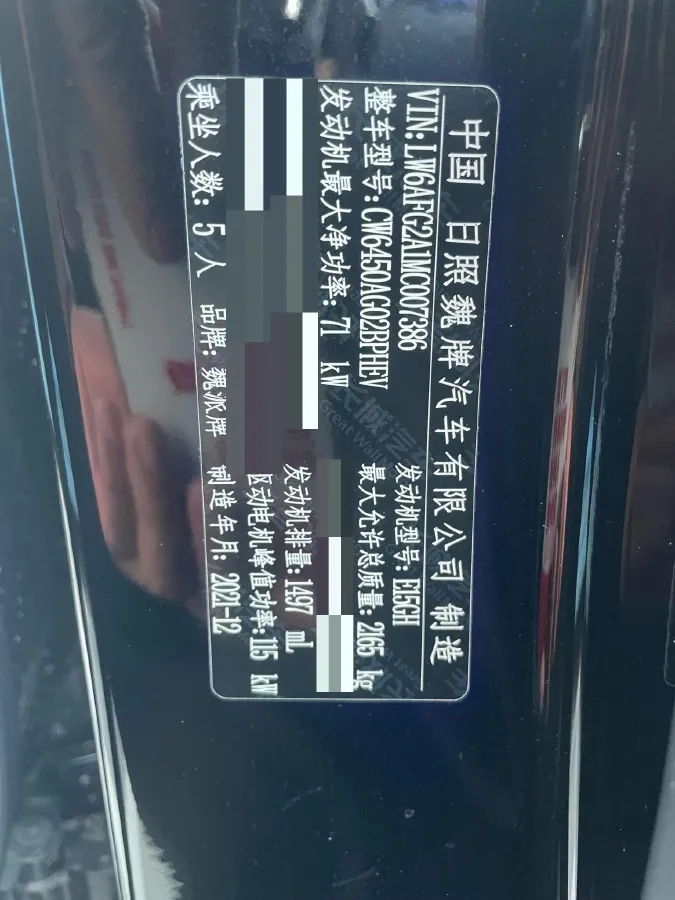 中国 日照魏牌汽车有限公司 制造
VIN:LW6AFG2A1MC007386
整车型号:CW6450AG02BPHEV 发动机型号:E15GH
发动机最大净功率:71 kW 最大允许总质量:2165 kg
发动机排量:1497 mL
区动电机峰值功率:115 kW
乘坐人数:5人 品牌:魏派牌 制造年月:2021-12
Great Wall